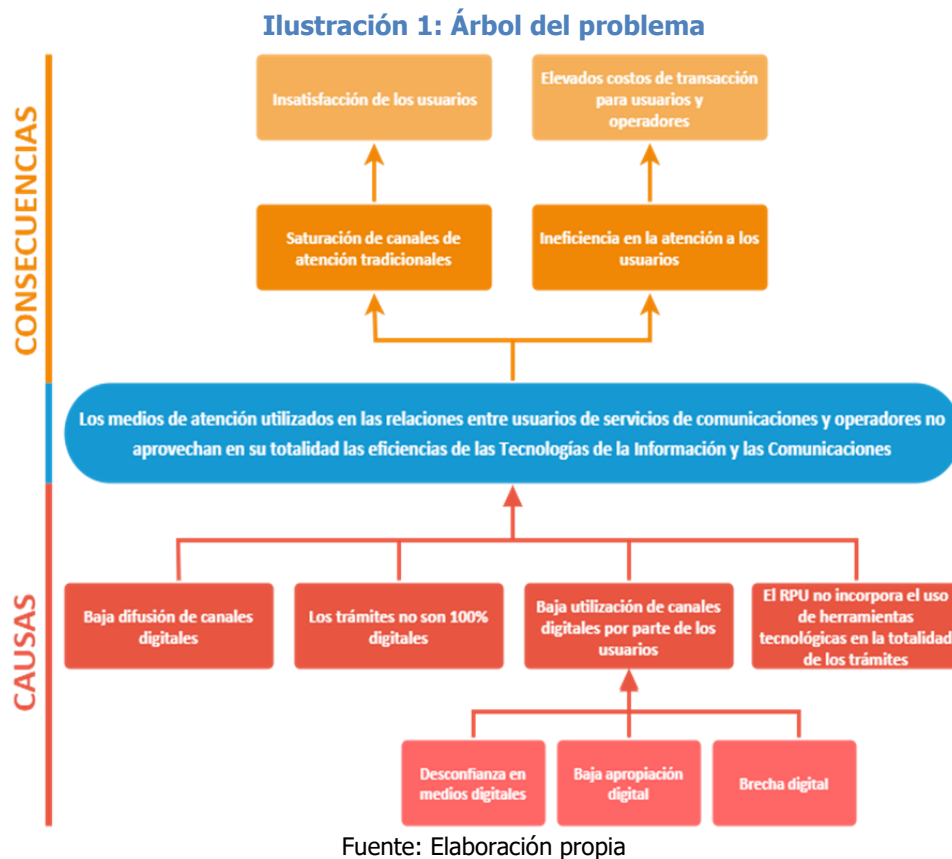 Ilustración 1: Árbol del problema
CONSECUENCIAS
Insatisfacción de los usuarios
Elevados costos de transacción
para usuarios y
operadores
Saturación de canales de
atención tradicionales
Ineficiencia en la atención a los
usuarios
Los medios de atención utilizados en las relaciones entre usuarios de servicios de comunicaciones y operadores no
aprovechan en su totalidad las eficiencias de las Tecnologías de la Información y las Comunicaciones
CAUSAS
Baja difusión de canales
digitales
Los trámites no son 100%
digitales
Baja utilización de canales
digitales por parte de los
usuarios
El RPU no incorpora el uso
de herramientas
tecnológicas en la totalidad
de los trámites
Desconfianza en
medios digitales
Baja apropiación
digital
Brecha digital
Fuente: Elaboración propia